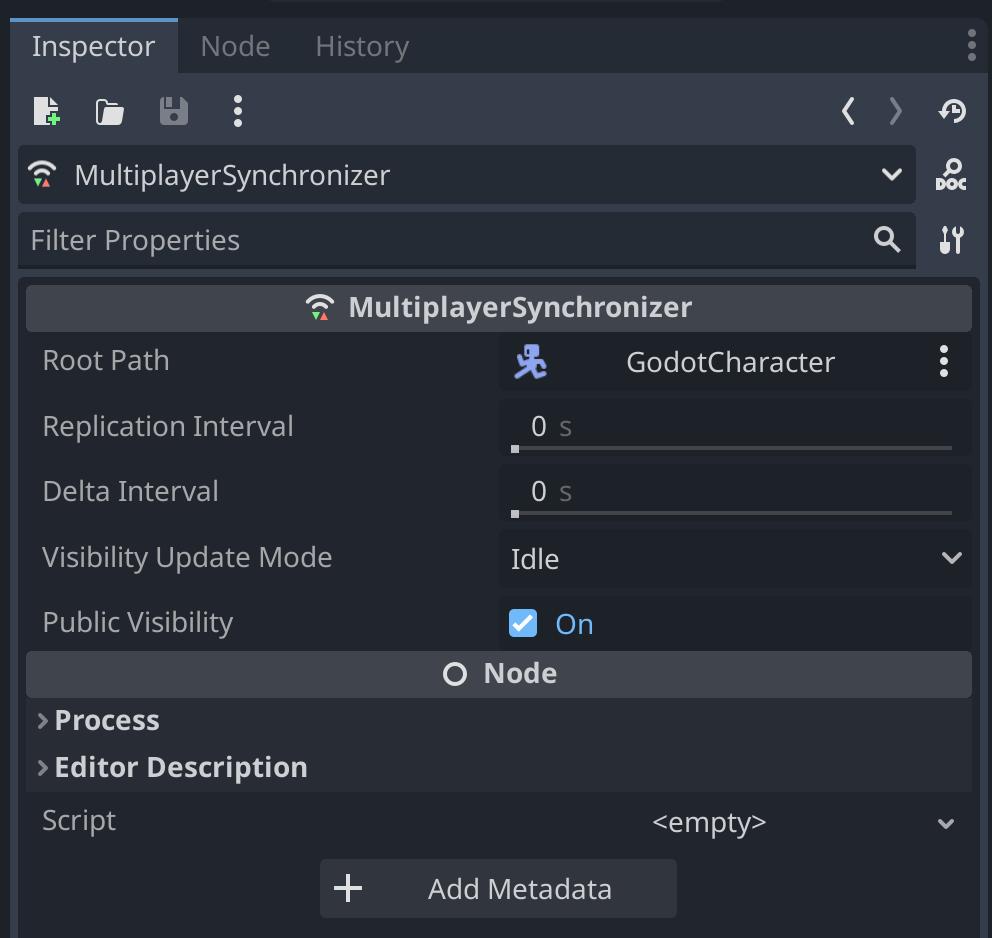 Inspector Node History
MultiplayerSynchronizer
DOC
Filter Properties
MultiplayerSynchronizer
Root Path GodotCharacter
Replication Interval 0 s
Delta Interval 0 s
Visibility Update Mode Idle
Public Visibility On
Node
Process
Editor Description
Script <empty>
Add Metadata